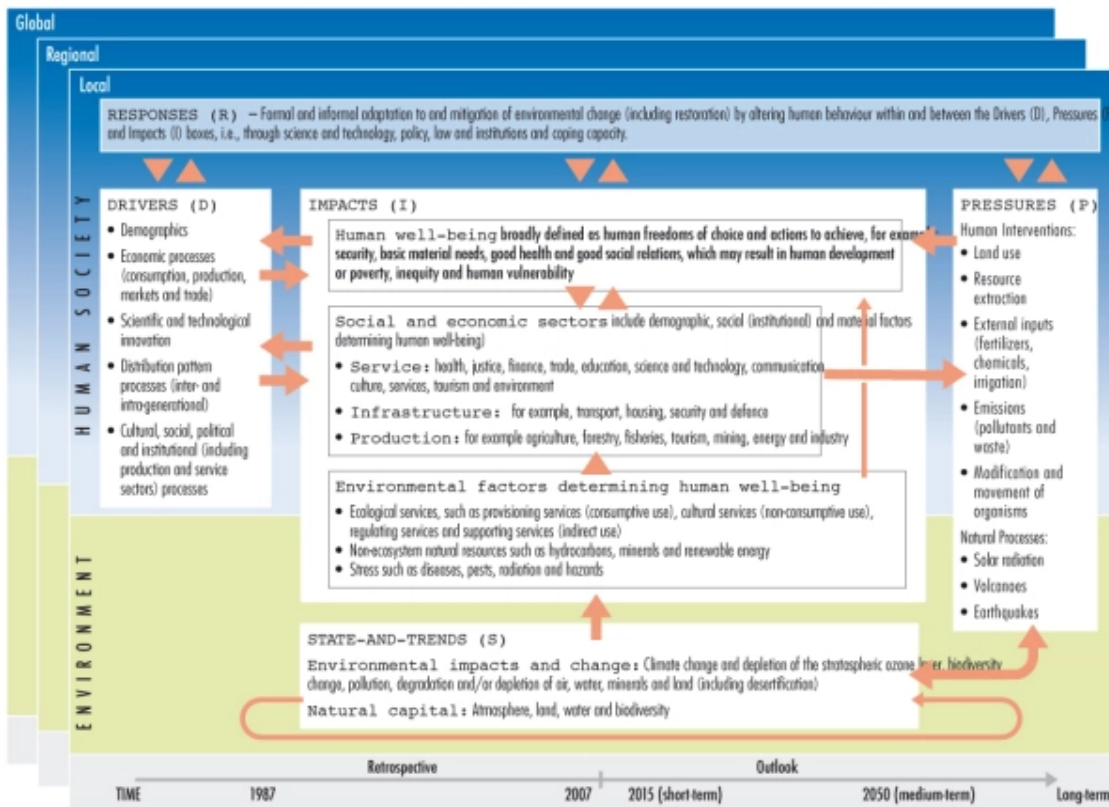 Global
Regional
Local
RESPONSES (R) – Formal and informal adaptation to and mitigation of environmental change (including restoration) by altering human behaviour within and between the Drivers (D), Pressures
and Impacts (I) boxes, i.e., through science and technology, policy, law and institutions and coping capacity.
HUMAN SOCIETY
DRIVERS (D)
• Demographics
• Economic processes
(consumption, production,
markets and trade)
• Scientific and technological
innovation
• Distribution pattern
processes (inter- and
intra-generational)
• Cultural, social, political
and institutional (including
production and service
sectors) processes
IMPACTS (I)
Human well-being broadly defined as human freedoms of choice and actions to achieve, for
security, basic material needs, good health and good social relations, which may result in human development
or poverty, inequity and human vulnerability
Social and economic sectors include demographic, social (institutional) and material factors
determining human well-being)
• Service: health, justice, finance, trade, education, science and technology, communication
culture, services, tourism and environment
• Infrastructure: for example, transport, housing, security and defence
• Production: for example agriculture, forestry, fisheries, tourism, mining, energy and industry
Environmental factors determining human well-being
• Ecological services, such as provisioning services (consumptive use), cultural services (non-consumptive use),
regulating services and supporting services (indirect use)
• Non-ecosystem natural resources such as hydrocarbons, minerals and renewable energy
• Stress such as diseases, pests, radiation and hazards
PRESSURES (P)
Human Interventions:
• Land use
• Resource
extraction
• External inputs
(fertilizers,
chemicals,
irrigation)
• Emissions
(pollutants and
waste)
• Modification and
movement of
organisms
Natural Processes:
• Solar radiation
• Volcanoes
• Earthquakes
ENVIRONMENT
STATE-AND-TRENDS (S)
Environmental impacts and change: Climate change and depletion of the stratospheric ozone layer, biodiversity
change, pollution, degradation and/or depletion of air, water, minerals and land (including desertification)
Natural capital: Atmosphere, land, water and biodiversity
Retrospective
Outlook
TIME
1987
2007
2015 (short-term)
2050 (medium-term)
Long-term